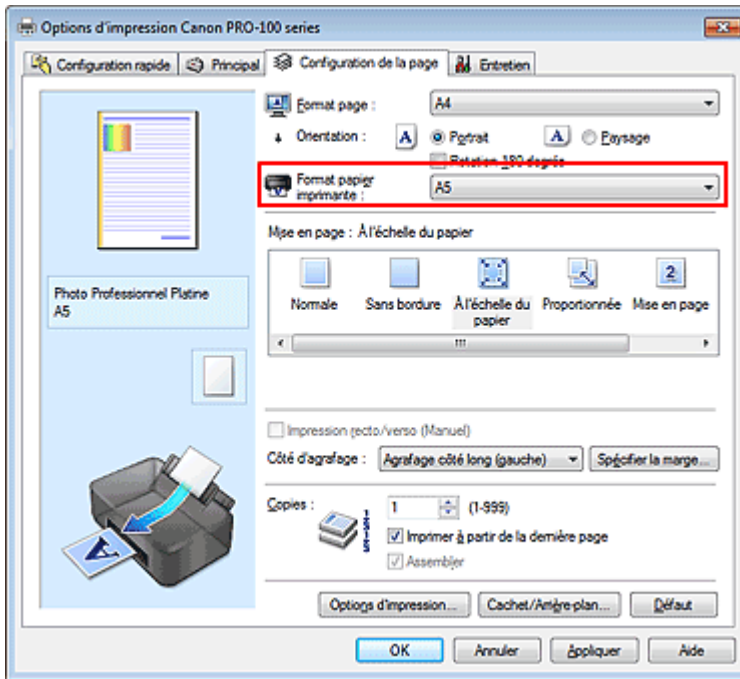 Options d'impression Canon PRO-100 series
Configuration rapide Principal Configuration de la page Entretien
Format page : A4
Orientation : A Portrait A Paysage
Rotation 180 degrés
Format papier imprimante : A5
Mise en page : À l'échelle du papier
Normale Sans bordure À l'échelle du papier Proportionnée 2 Mise en page
Photo Professionnel Platine
A5
Impression recto/verso (Manuel)
Côté d'agrafage : Agrafage côté long (gauche) Spécifier la marge...
Copies : 1 (1-999)
Imprimer à partir de la dernière page
Assembler
A
Options d'impression... Cachet/Arrière-plan... Défaut
OK Annuler Appliquer Aide